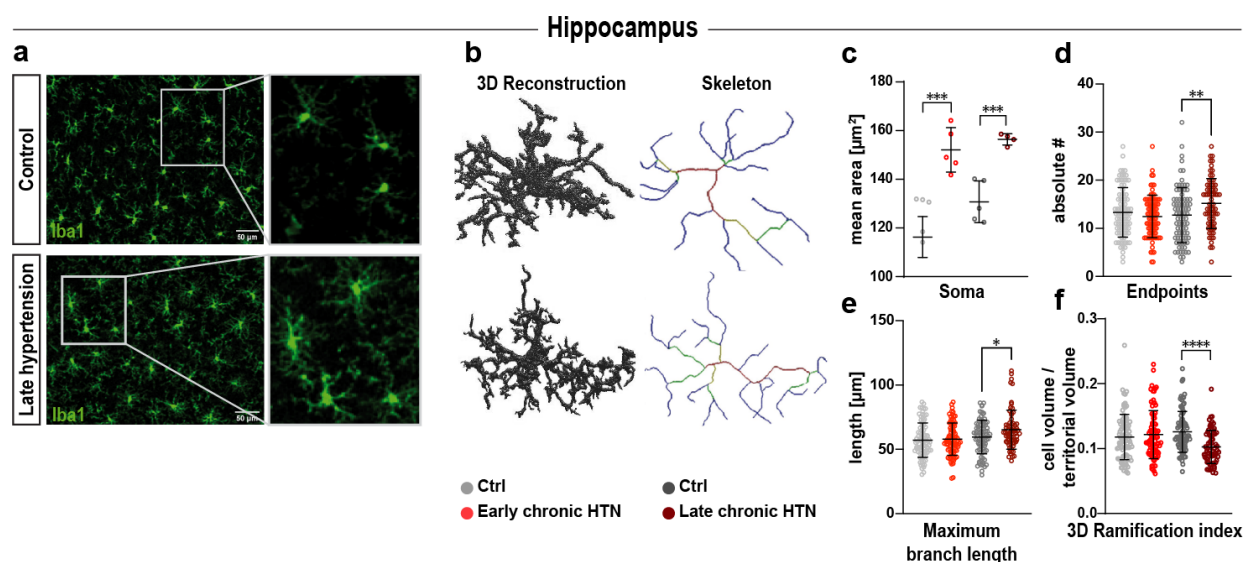 Hippocampus
a
Control
Iba1
50 µm
Late hypertension
Iba1
50 µm
b
3D Reconstruction
Skeleton
Ctrl
Early chronic HTN
Ctrl
Late chronic HTN
c
mean area [µm²]
180
160
140
120
100
***
***
Soma
d
absolute #
40
30
20
10
0
**
Endpoints
e
length [µm]
150
100
50
0
*
Maximum
branch length
f
cell volume /
territorial volume
0.3
0.2
0.1
0.0
****
3D Ramification index